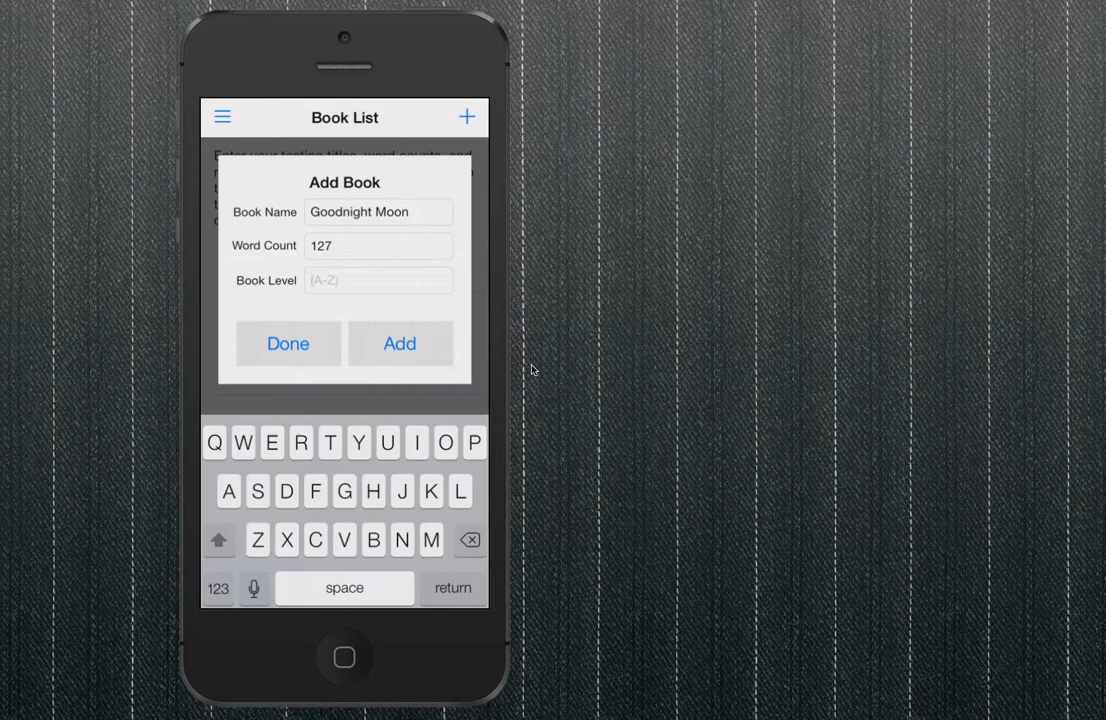 Book List
Add Book
Book Name Goodnight Moon
Word Count 127
Book Level (A-Z)
Done Add
Q W E R T Y U I O P
A S D F G H J K L
Z X C V B N M
123 space return